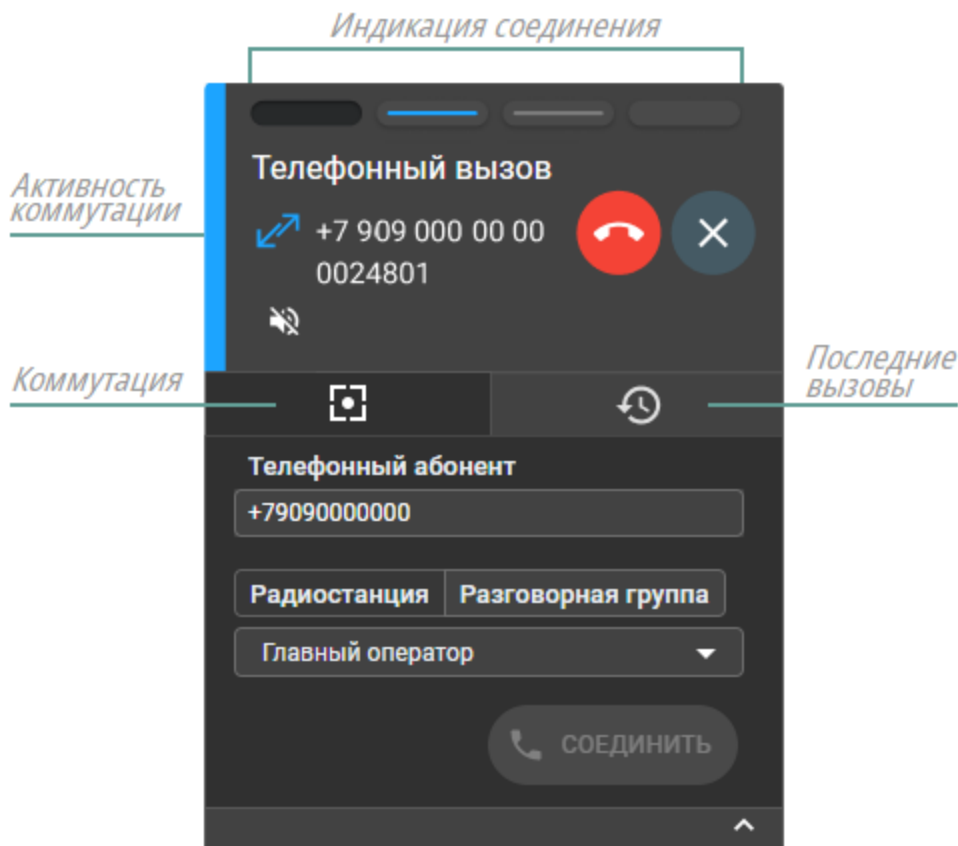 Индикация соединения
Телефонный вызов
Активность
коммутации
+7 909 000 00 00
0024801
Коммутация
Последние
вызовы
Телефонный абонент
+79090000000
Радиостанция Разговорная группа
Главный оператор
СОЕДИНИТЬ